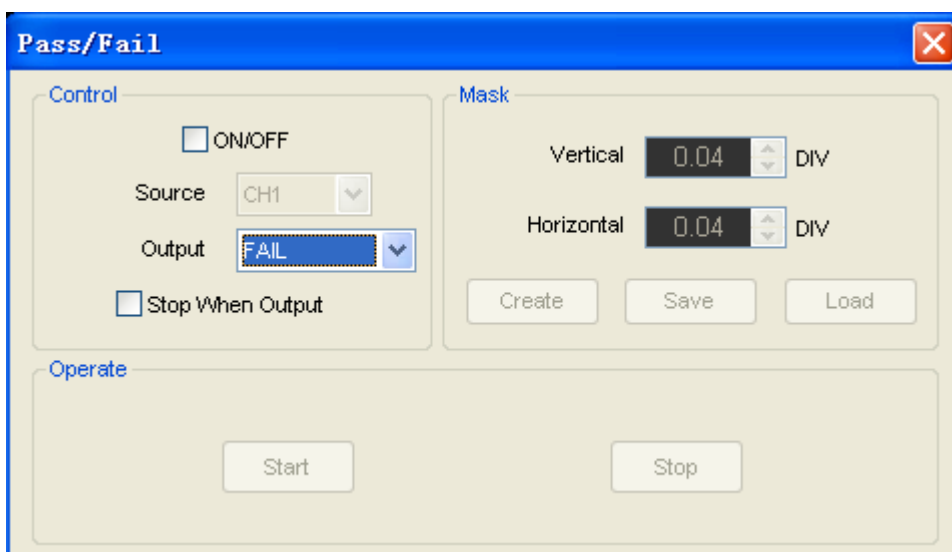 Pass/Fail
Control
ON/OFF
Source CH1
Output FAIL
Stop When Output
Mask
Vertical 0.04 DIV
Horizontal 0.04 DIV
Create Save Load
Operate
Start Stop